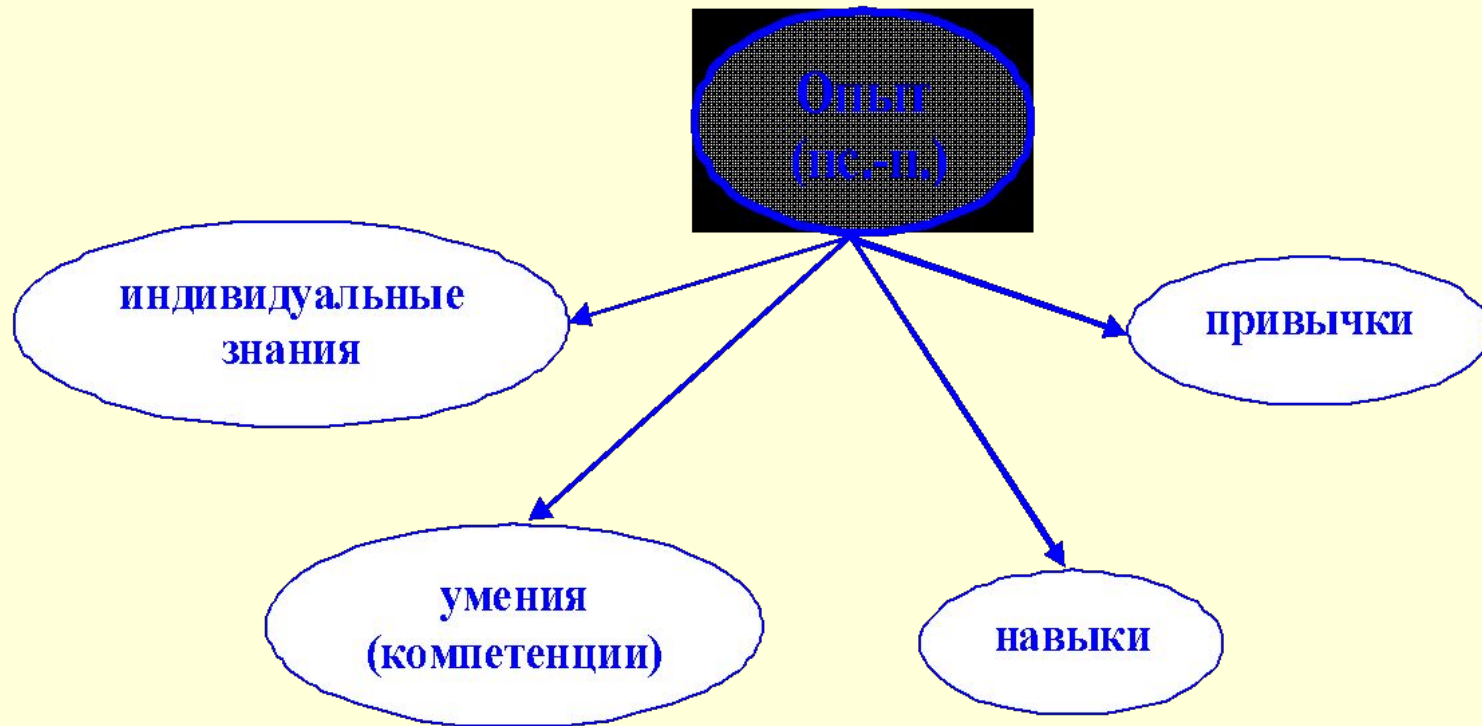 Опыт
(пс.-п.)
индивидуальные
знания
привычки
умения
(компетенции)
навыки